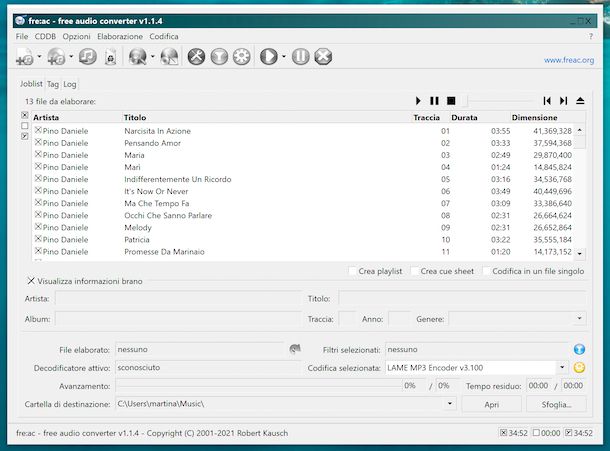 fre:ac - free audio converter v1.1.4
File CDDB Opzioni Elaborazione Codifica ?
www.freac.org
Joblist Tag Log
13 file da elaborare:
Artista Titolo Traccia Durata Dimensione
Pino Daniele Narcisita In Azione 01 03:55 41,369,328
Pino Daniele Pensando Amor 02 03:33 37,594,368
Pino Daniele Maria 03 02:49 29,870,400
Pino Daniele Mari 04 01:24 14,845,824
Pino Daniele Indifferentemente Un Ricordo 05 03:16 34,536,768
Pino Daniele It's Now Or Never 06 03:49 40,449,696
Pino Daniele Ma Che Tempo Fa 07 03:09 33,386,640
Pino Daniele Occhi Che Sanno Parlare 08 02:31 26,664,624
Pino Daniele Melody 09 02:31 26,652,864
Pino Daniele Patricia 10 03:22 35,555,184
Pino Daniele Promesse Da Marinaio 11 01:20 14,173,152
Crea playlist Crea cue sheet Codifica in un file singolo
Visualizza informazioni brano
Artista: Titolo:
Album: Traccia: Anno: Genere:
File elaborato: nessuno Filtri selezionati: nessuno
Decodificatore attivo: sconosciuto Codifica selezionata: LAME MP3 Encoder v3.100
Avanzamento: 0% / 0% Tempo residuo: 00:00 / 00:00
Cartella di destinazione: C:\Users\martina\Music\ Apri Sfoglia...
fre:ac - free audio converter v1.1.4 - Copyright (C) 2001-2021 Robert Kausch 34:52 00:00 34:52